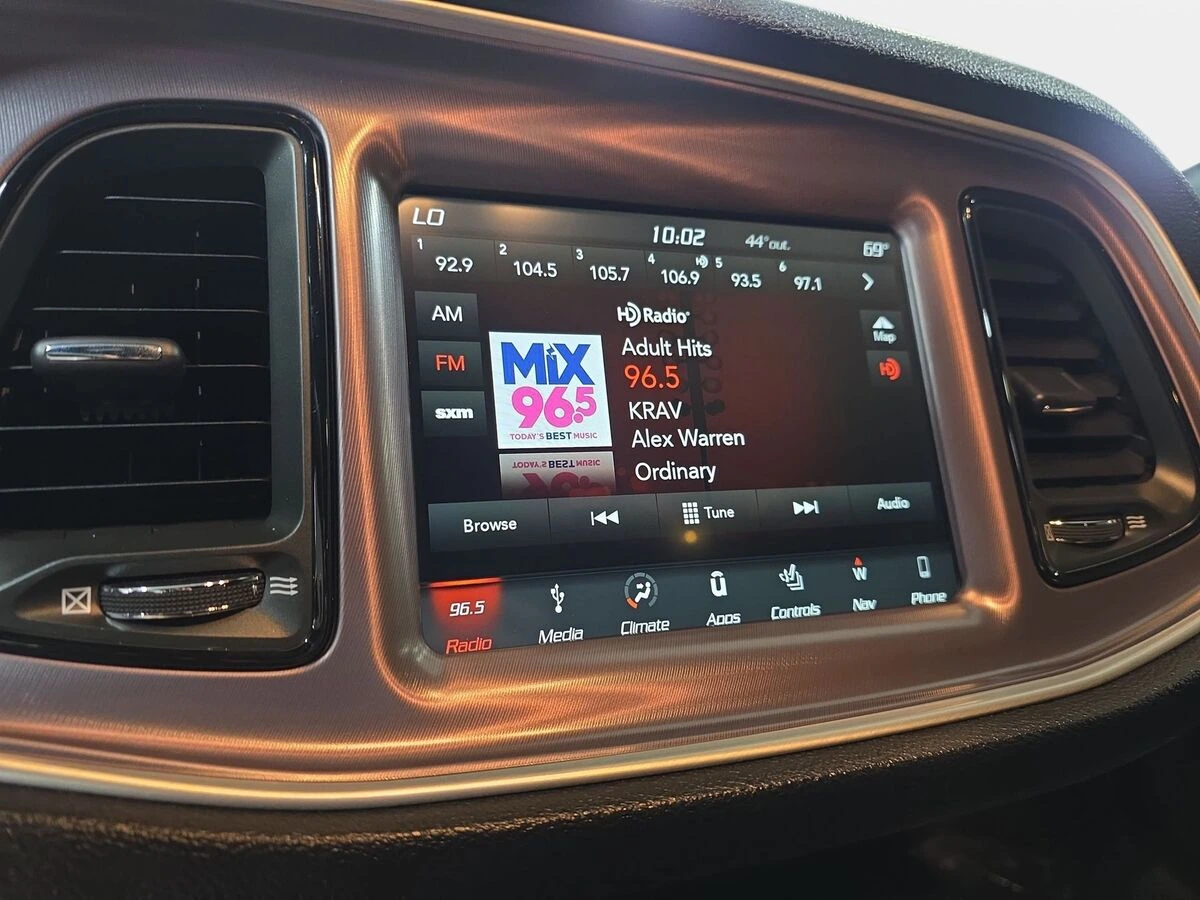 LO 10:02 44° out. 69°
1 92.9 2 104.5 3 105.7 4 106.9 HD 5 93.5 6 97.1
AM
FM
sxm
MiX
96.5
TODAY'S BEST MUSIC
HD Radio
Adult Hits
96.5
KRAV
Alex Warren
Ordinary
Map
HD
Browse Tune Audio
96.5
Radio Media Climate ū Apps Controls W Nav Phone